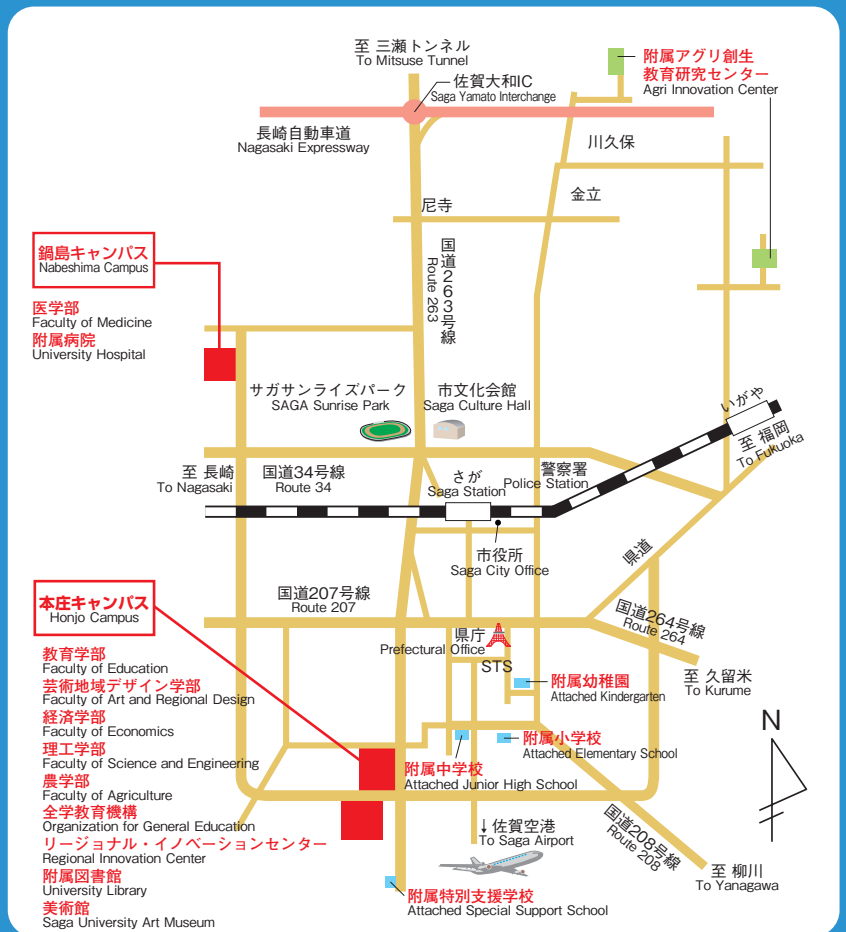 至 三瀬トンネル
To Mitsuse Tunnel
佐賀大和IC
Saga Yamato Interchange
附属アグリ創生
教育研究センター
Agri Innovation Center
長崎自動車道
Nagasaki Expressway
川久保
金立
尼寺
国道263号線
Route 263
鍋島キャンパス
Nabeshima Campus
医学部
Faculty of Medicine
附属病院
University Hospital
サガサンライズパーク
SAGA Sunrise Park
市文化会館
Saga Culture Hall
いがや
至 福岡
To Fukuoka
至 長崎
To Nagasaki
国道34号線
Route 34
さが
Saga Station
警察署
Police Station
市役所
Saga City Office
県道
国道207号線
Route 207
国道264号線
Route 264
至 久留米
To Kurume
県庁
Prefectural Office
STS
附属幼稚園
Attached Kindergarten
本庄キャンパス
Honjo Campus
教育学部
Faculty of Education
芸術地域デザイン学部
Faculty of Art and Regional Design
経済学部
Faculty of Economics
理工学部
Faculty of Science and Engineering
農学部
Faculty of Agriculture
全学教育機構
Organization for General Education
リージョナル・イノベーションセンター
Regional Innovation Center
附属図書館
University Library
美術館
Saga University Art Museum
附属小学校
Attached Elementary School
附属中学校
Attached Junior High School
N
↓佐賀空港
To Saga Airport
国道208号線
Route 208
至 柳川
To Yanagawa
附属特別支援学校
Attached Special Support School